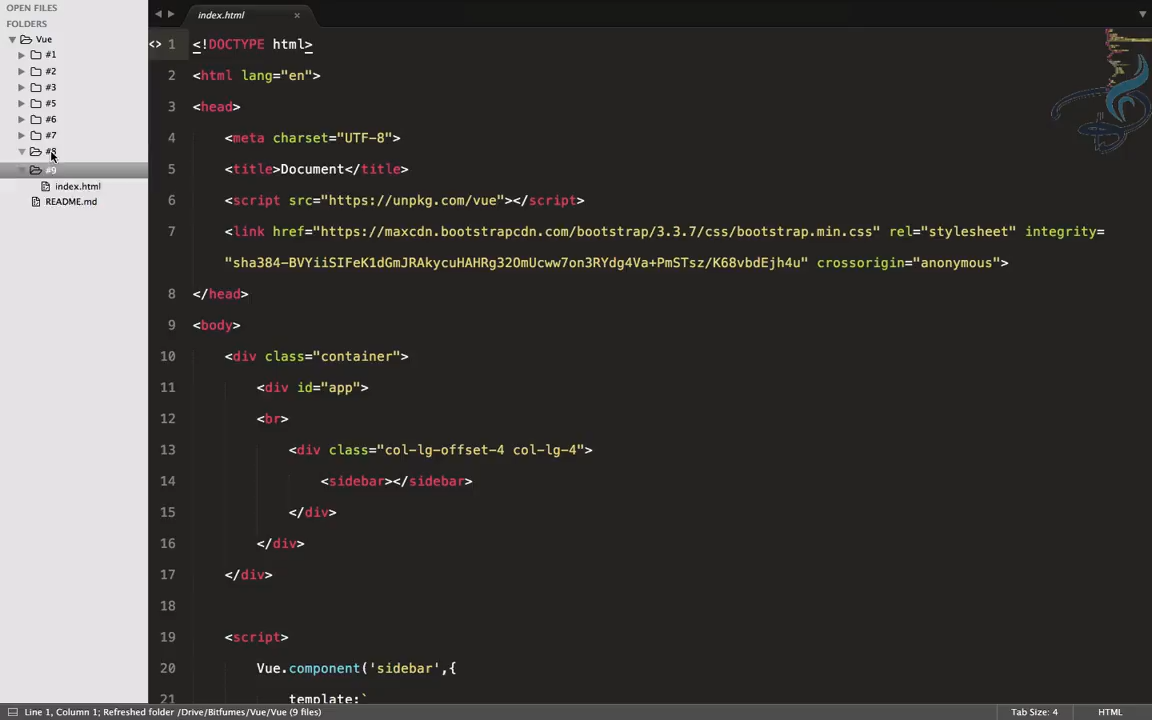 OPEN FILES
FOLDERS
Vue
#1
#2
#3
#5
#6
#7
#8
#9
index.html
README.md
index.html
<> 1 <!DOCTYPE html>
2 <html lang="en">
3 <head>
4 <meta charset="UTF-8">
5 <title>Document</title>
6 <script src="https://unpkg.com/vue"></script>
7 <link href="https://maxcdn.bootstrapcdn.com/bootstrap/3.3.7/css/bootstrap.min.css" rel="stylesheet" integrity=
"sha384-BVYiiSIFeK1dGmJRAkycuHAHRg32OmUcww7on3RYdg4Va+PmSTsz/K68vbdEjh4u" crossorigin="anonymous">
8 </head>
9 <body>
10 <div class="container">
11 <div id="app">
12 <br>
13 <div class="col-lg-offset-4 col-lg-4">
14 <sidebar></sidebar>
15 </div>
16 </div>
17 </div>
18
19 <script>
20 Vue.component('sidebar',{
21 template:`
Line 1, Column 1; Refreshed folder /Drive/Bitfumes/Vue/Vue (9 files)
Tab Size: 4
HTML